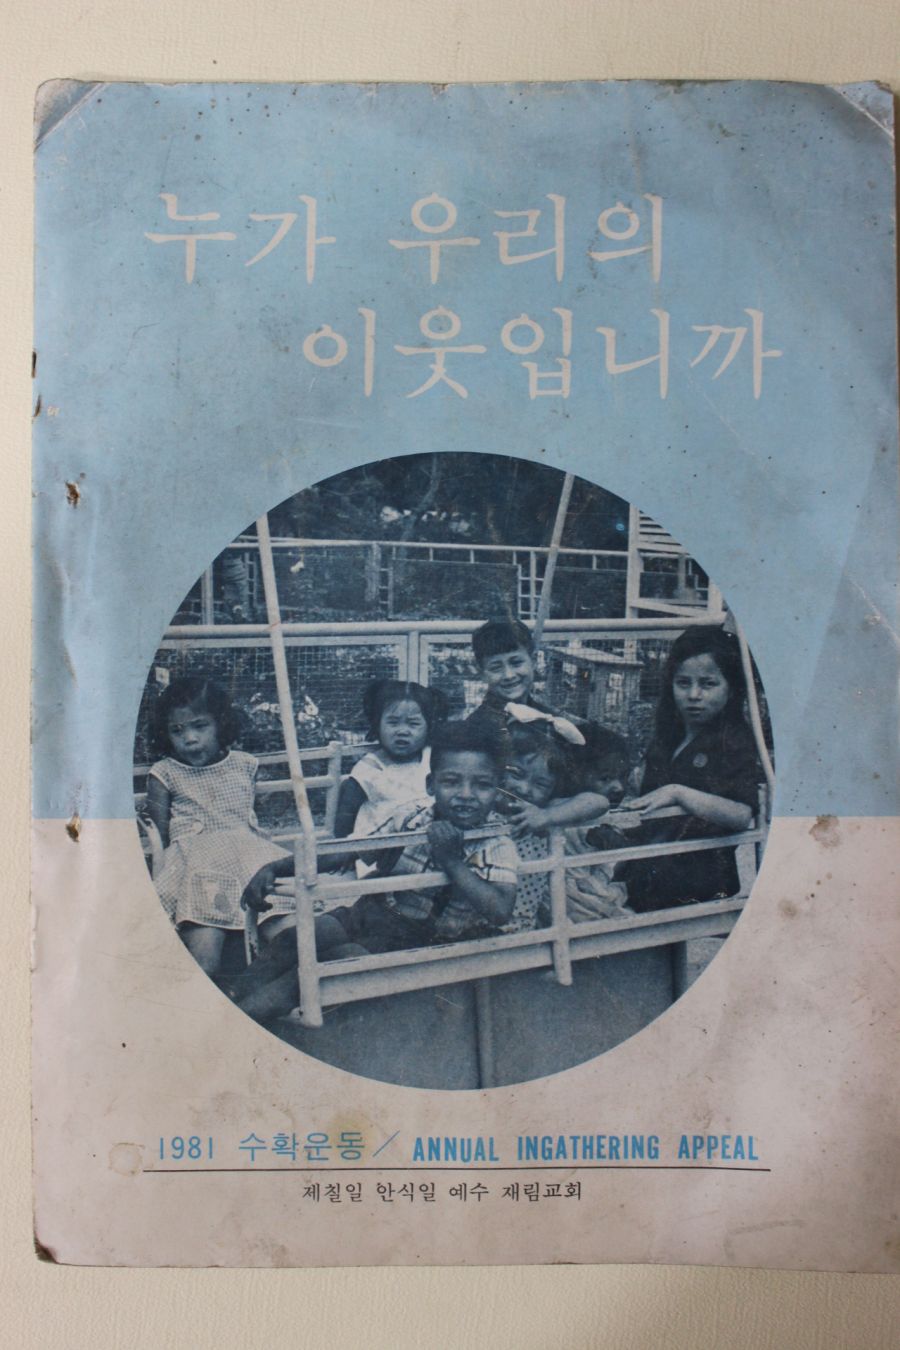 누가 우리의
이웃입니까
1981 수확운동 / ANNUAL INGATHERING APPEAL
제칠일 안식일 예수 재림교회